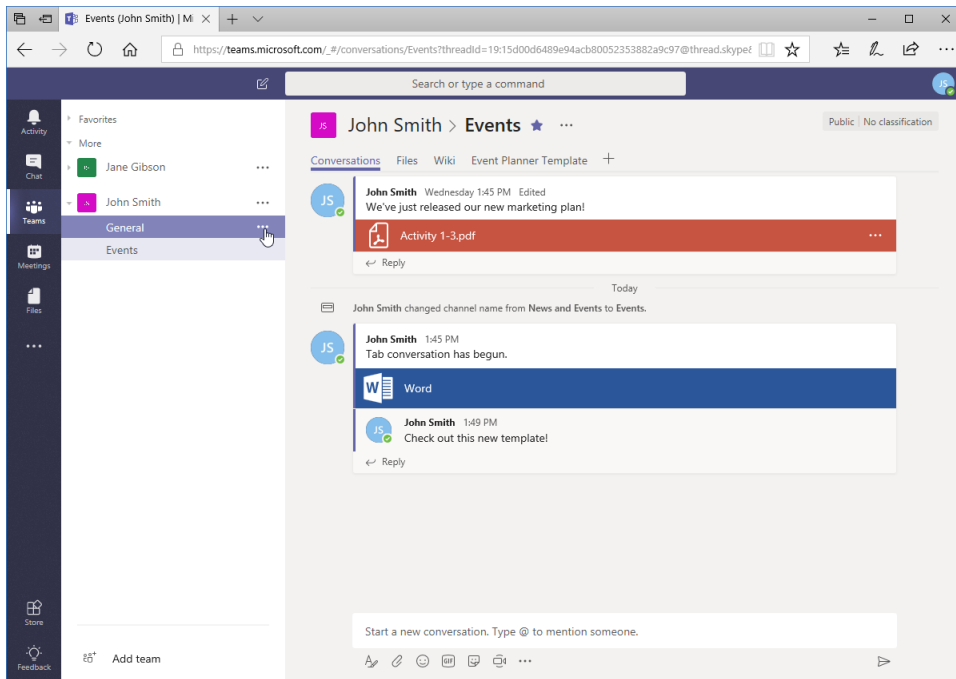 Events (John Smith) | Mi
https://teams.microsoft.com/_#/conversations/Events?threadId=19:15d00d6489e94acb80052353882a9c97@thread.skype&
Search or type a command
JS
Activity
Chat
Teams
Meetings
Files
Store
Feedback
Favorites
More
Jane Gibson
JS John Smith
General
Events
Add team
JS John Smith > Events
Public | No classification
Conversations Files Wiki Event Planner Template
JS
John Smith Wednesday 1:45 PM Edited
We've just released our new marketing plan!
Activity 1-3.pdf
Reply
Today
John Smith changed channel name from News and Events to Events.
JS
John Smith 1:45 PM
Tab conversation has begun.
W Word
JS
John Smith 1:49 PM
Check out this new template!
Reply
Start a new conversation. Type @ to mention someone.
GIF